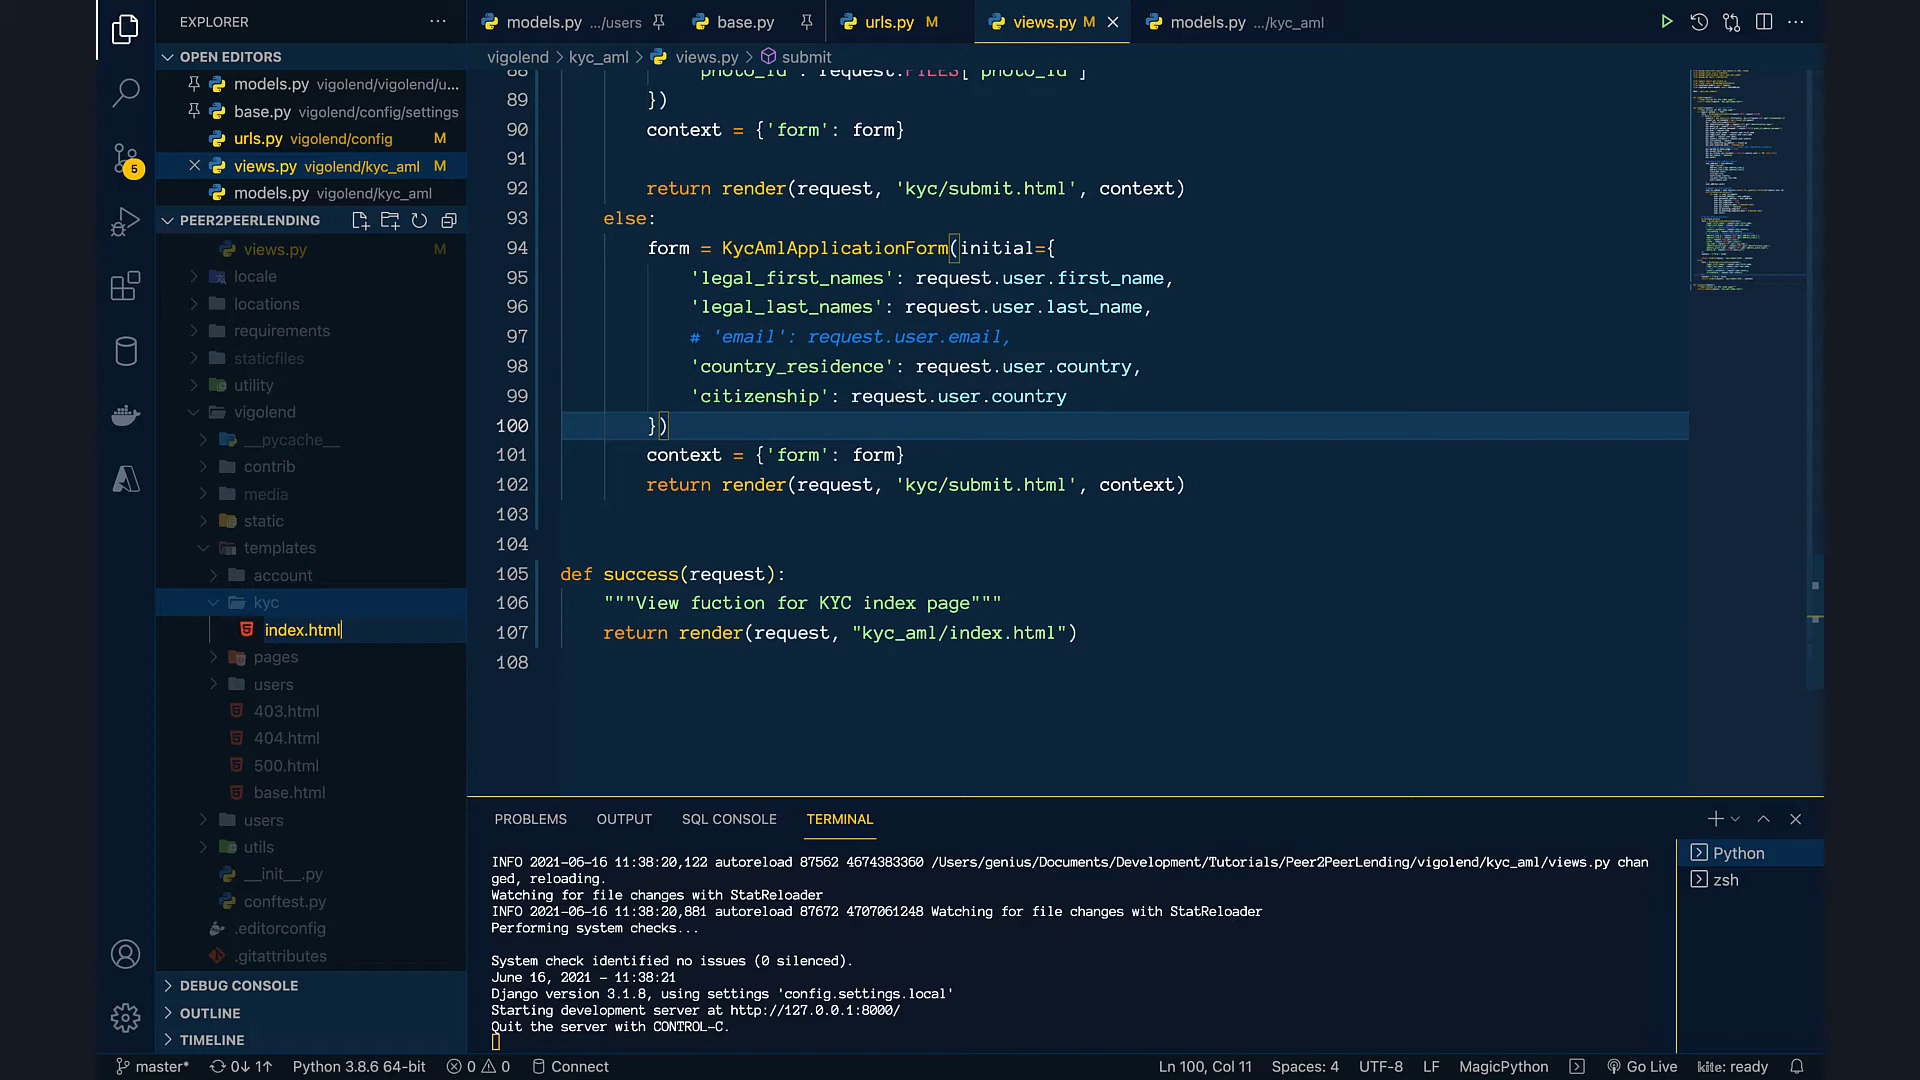 EXPLORER
models.py .../users
base.py
urls.py M
views.py M
models.py .../kyc_aml
OPEN EDITORS
models.py vigolend/vigolend/u...
base.py vigolend/config/settings
urls.py vigolend/config M
views.py vigolend/kyc_aml M
models.py vigolend/kyc_aml
PEER2PEERLENDING
views.py M
locale
locations
requirements
staticfiles
utility
vigolend
__pycache__
contrib
media
static
templates
account
kyc
index.html
pages
users
403.html
404.html
500.html
base.html
users
utils
__init__.py
conftest.py
.editorconfig
.gitattributes
DEBUG CONSOLE
OUTLINE
TIMELINE
5
vigolend > kyc_aml > views.py > submit
88 'photo_id': request.FILES['photo_id']
89 })
90 context = {'form': form}
91
92 return render(request, 'kyc/submit.html', context)
93 else:
94 form = KycAmlApplicationForm(initial={
95 'legal_first_names': request.user.first_name,
96 'legal_last_names': request.user.last_name,
97 # 'email': request.user.email,
98 'country_residence': request.user.country,
99 'citizenship': request.user.country
100 })
101 context = {'form': form}
102 return render(request, 'kyc/submit.html', context)
103
104
105 def success(request):
106 """View fuction for KYC index page"""
107 return render(request, "kyc_aml/index.html")
108
PROBLEMS OUTPUT SQL CONSOLE TERMINAL
INFO 2021-06-16 11:38:20,122 autoreload 87562 4674383360 /Users/genius/Documents/Development/Tutorials/Peer2PeerLending/vigolend/kyc_aml/views.py chan
ged, reloading.
Watching for file changes with StatReloader
INFO 2021-06-16 11:38:20,881 autoreload 87672 4707061248 Watching for file changes with StatReloader
Performing system checks...
System check identified no issues (0 silenced).
June 16, 2021 - 11:38:21
Django version 3.1.8, using settings 'config.settings.local'
Starting development server at http://127.0.0.1:8000/
Quit the server with CONTROL-C.
Python
zsh
master* 0↓ 1↑ Python 3.8.6 64-bit 0 0 Connect Ln 100, Col 11 Spaces: 4 UTF-8 LF MagicPython Go Live kite: ready